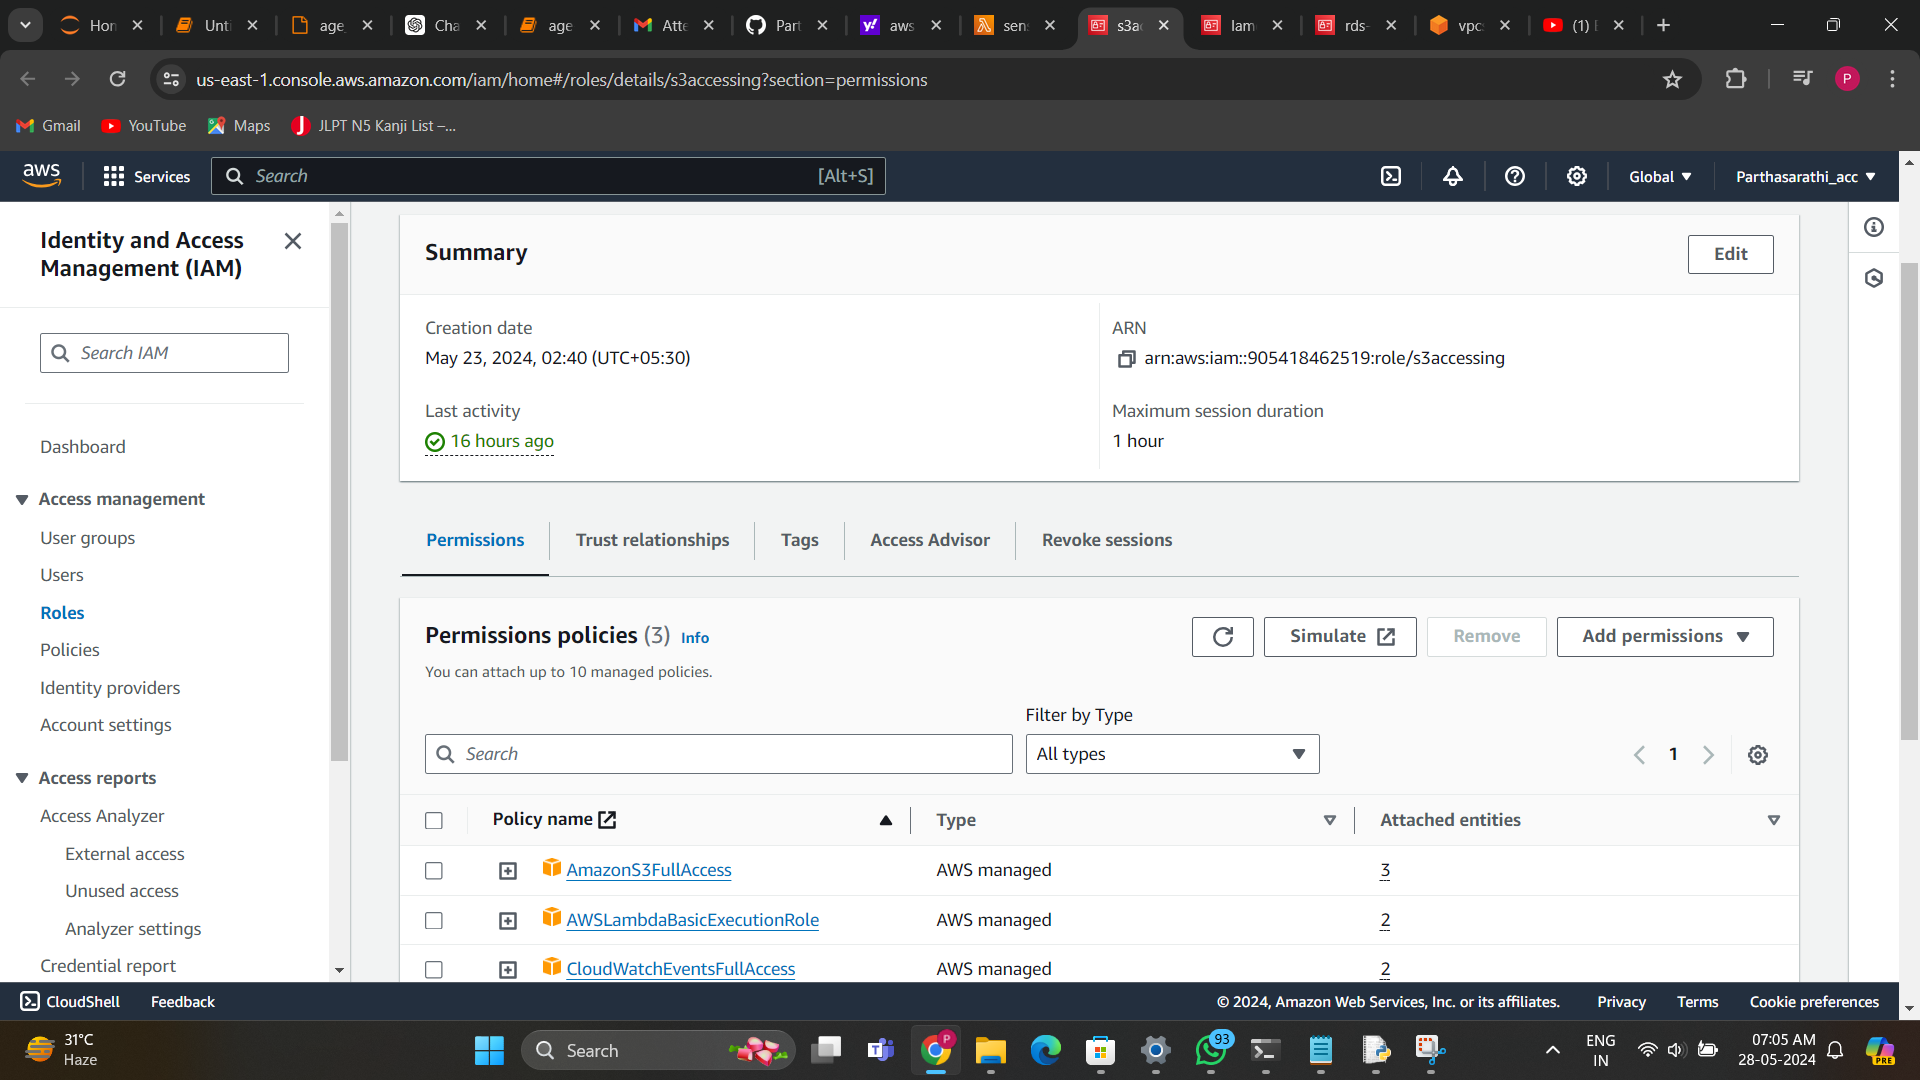 Hon
Unti
age
Cha
age
Atte
Part
aws
sens
s3ac
lam
rds-
vpc
(1)
us-east-1.console.aws.amazon.com/iam/home#/roles/details/s3accessing?section=permissions
P
Gmail
YouTube
Maps
JLPT N5 Kanji List –...
aws
Services
Search
[Alt+S]
Global
Parthasarathi_acc
Identity and Access
Management (IAM)
Search IAM
Dashboard
Access management
User groups
Users
Roles
Policies
Identity providers
Account settings
Access reports
Access Analyzer
External access
Unused access
Analyzer settings
Credential report
Summary
Edit
Creation date
May 23, 2024, 02:40 (UTC+05:30)
ARN
arn:aws:iam::905418462519:role/s3accessing
Last activity
16 hours ago
Maximum session duration
1 hour
Permissions
Trust relationships
Tags
Access Advisor
Revoke sessions
Permissions policies (3) Info
Simulate
Remove
Add permissions
You can attach up to 10 managed policies.
Filter by Type
Search
All types
1
Policy name
Type
Attached entities
AmazonS3FullAccess
AWS managed
3
AWSLambdaBasicExecutionRole
AWS managed
2
CloudWatchEventsFullAccess
AWS managed
2
CloudShell
Feedback
© 2024, Amazon Web Services, Inc. or its affiliates.
Privacy
Terms
Cookie preferences
31°C
Haze
Search
P
93
ENG
IN
07:05 AM
28-05-2024
PRE